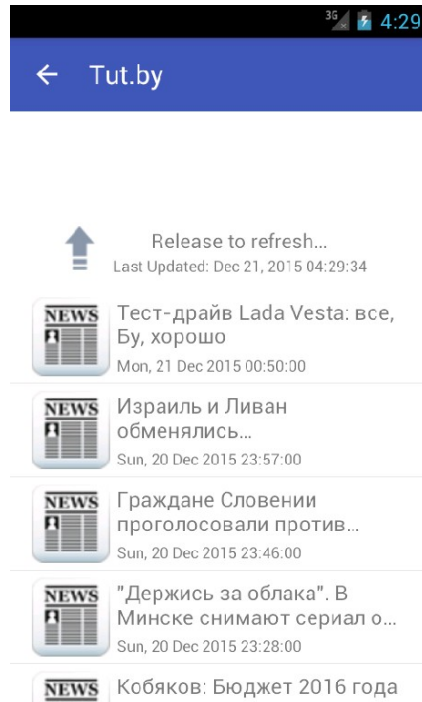 3G 4:29
Tut.by
Release to refresh...
Last Updated: Dec 21, 2015 04:29:34
NEWS
Тест-драйв Lada Vesta: все,
Бу, хорошо
Mon, 21 Dec 2015 00:50:00
NEWS
Израиль и Ливан
обменялись...
Sun, 20 Dec 2015 23:57:00
NEWS
Граждане Словении
проголосовали против...
Sun, 20 Dec 2015 23:46:00
NEWS
"Держись за облака". В
Минске снимают сериал о...
Sun, 20 Dec 2015 23:28:00
NEWS
Кобяков: Бюджет 2016 года